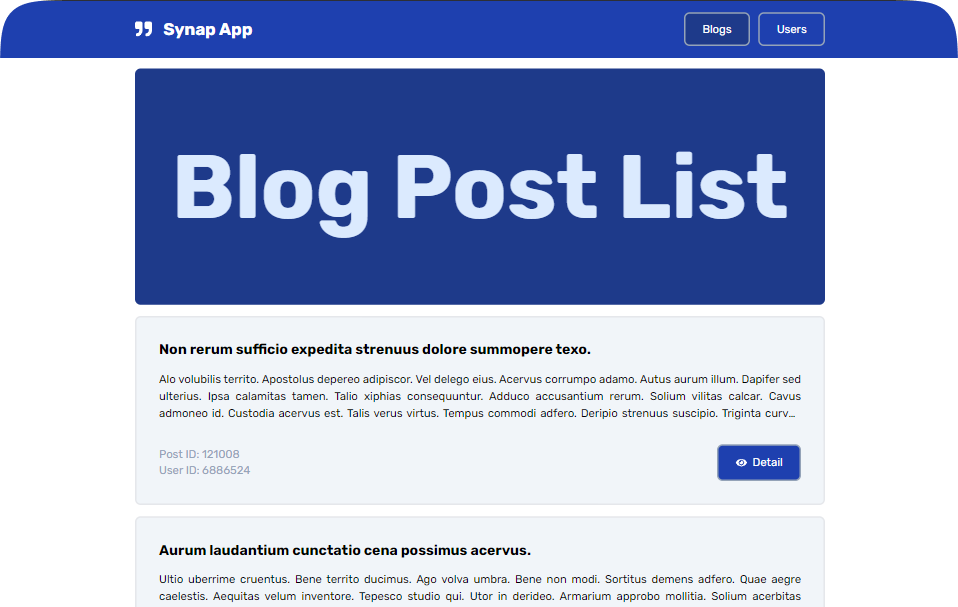 Synap App
Blogs
Users
Blog Post List
Non rerum sufficio expedita strenuus dolore summopere texo.
Alo volubilis territo. Apostolus depereo adipiscor. Vel delego eius. Acervus corrumpo adamo. Autus aurum illum. Dapifer sed
ulterius. Ipsa calamitas tamen. Talio xiphias consequuntur. Adduco accusantium rerum. Solium vilitas calcar. Cavus
admoneo id. Custodia acervus est. Talis verus virtus. Tempus commodi adfero. Deripio strenuus suscipio. Triginta curv...
Post ID: 121008
User ID: 6886524
Detail
Aurum laudantium cunctatio cena possimus acervus.
Ultio uberrime cruentus. Bene territo ducimus. Ago volva umbra. Bene non modi. Sortitus demens adfero. Quae aegre
caelestis. Aequitas velum inventore. Tepesco studio qui. Utor in derideo. Armarium approbo mollitia. Solium acerbitas